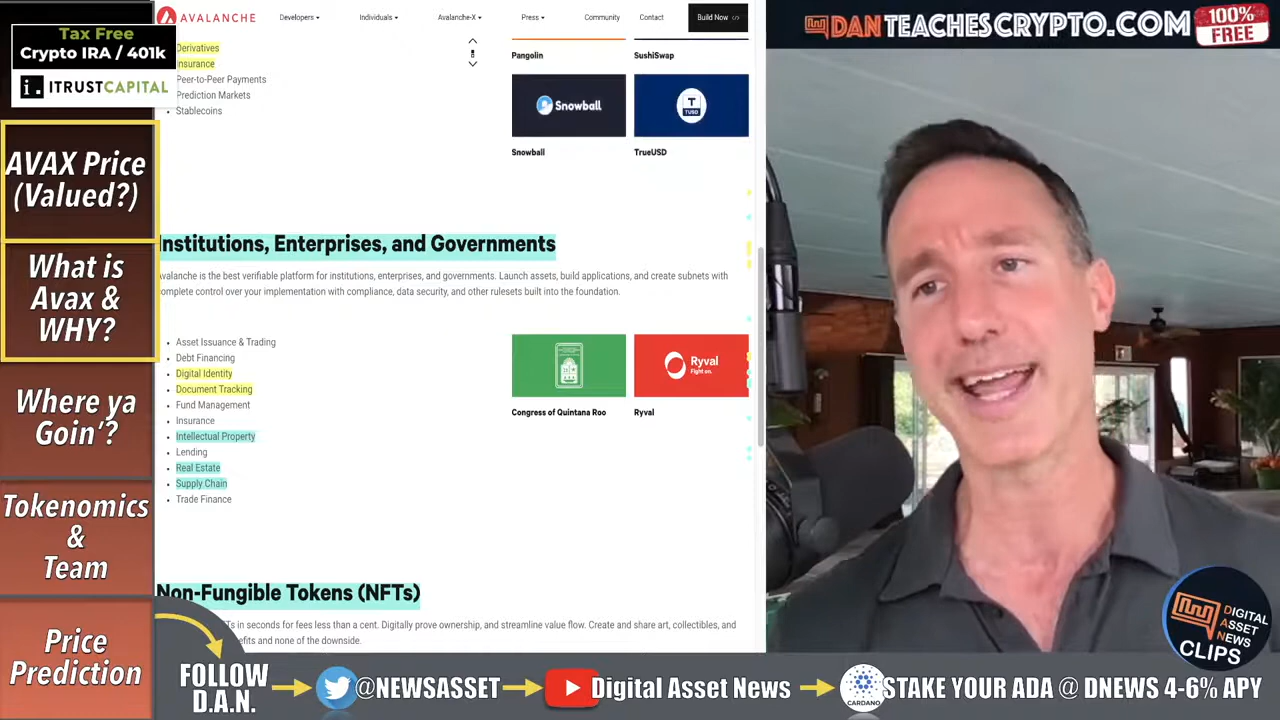 Tax Free
Crypto IRA / 401k
ITRUSTCAPITAL
AVAX Price
(Valued?)
What is
Avax &
WHY?
Where ya
Goin'?
Tokenomics
&
Team
Price
Prediction
AVALANCHE
Developers
Individuals
Avalanche-X
Press
Community
Contact
Build Now </>
Derivatives
Insurance
Peer-to-Peer Payments
Prediction Markets
Stablecoins
Pangolin
SushiSwap
Snowball
T
TUSD
Snowball
TrueUSD
Institutions, Enterprises, and Governments
Avalanche is the best verifiable platform for institutions, enterprises, and governments. Launch assets, build applications, and create subnets with
complete control over your implementation with compliance, data security, and other rulesets built into the foundation.
Asset Issuance & Trading
Debt Financing
Digital Identity
Document Tracking
Fund Management
Insurance
Intellectual Property
Lending
Real Estate
Supply Chain
Trade Finance
Ryval
Fight on.
Congress of Quintana Roo
Ryval
Non-Fungible Tokens (NFTs)
in seconds for fees less than a cent. Digitally prove ownership, and streamline value flow. Create and share art, collectibles, and
and none of the downside.
DANTEACHESCRYPTO.COM
100%
FREE
DIGITAL
ASSET
NEWS
CLIPS
FOLLOW
D.A.N.
@NEWSASSET
Digital Asset News
CARDANO
STAKE YOUR ADA @ DNEWS 4-6% APY